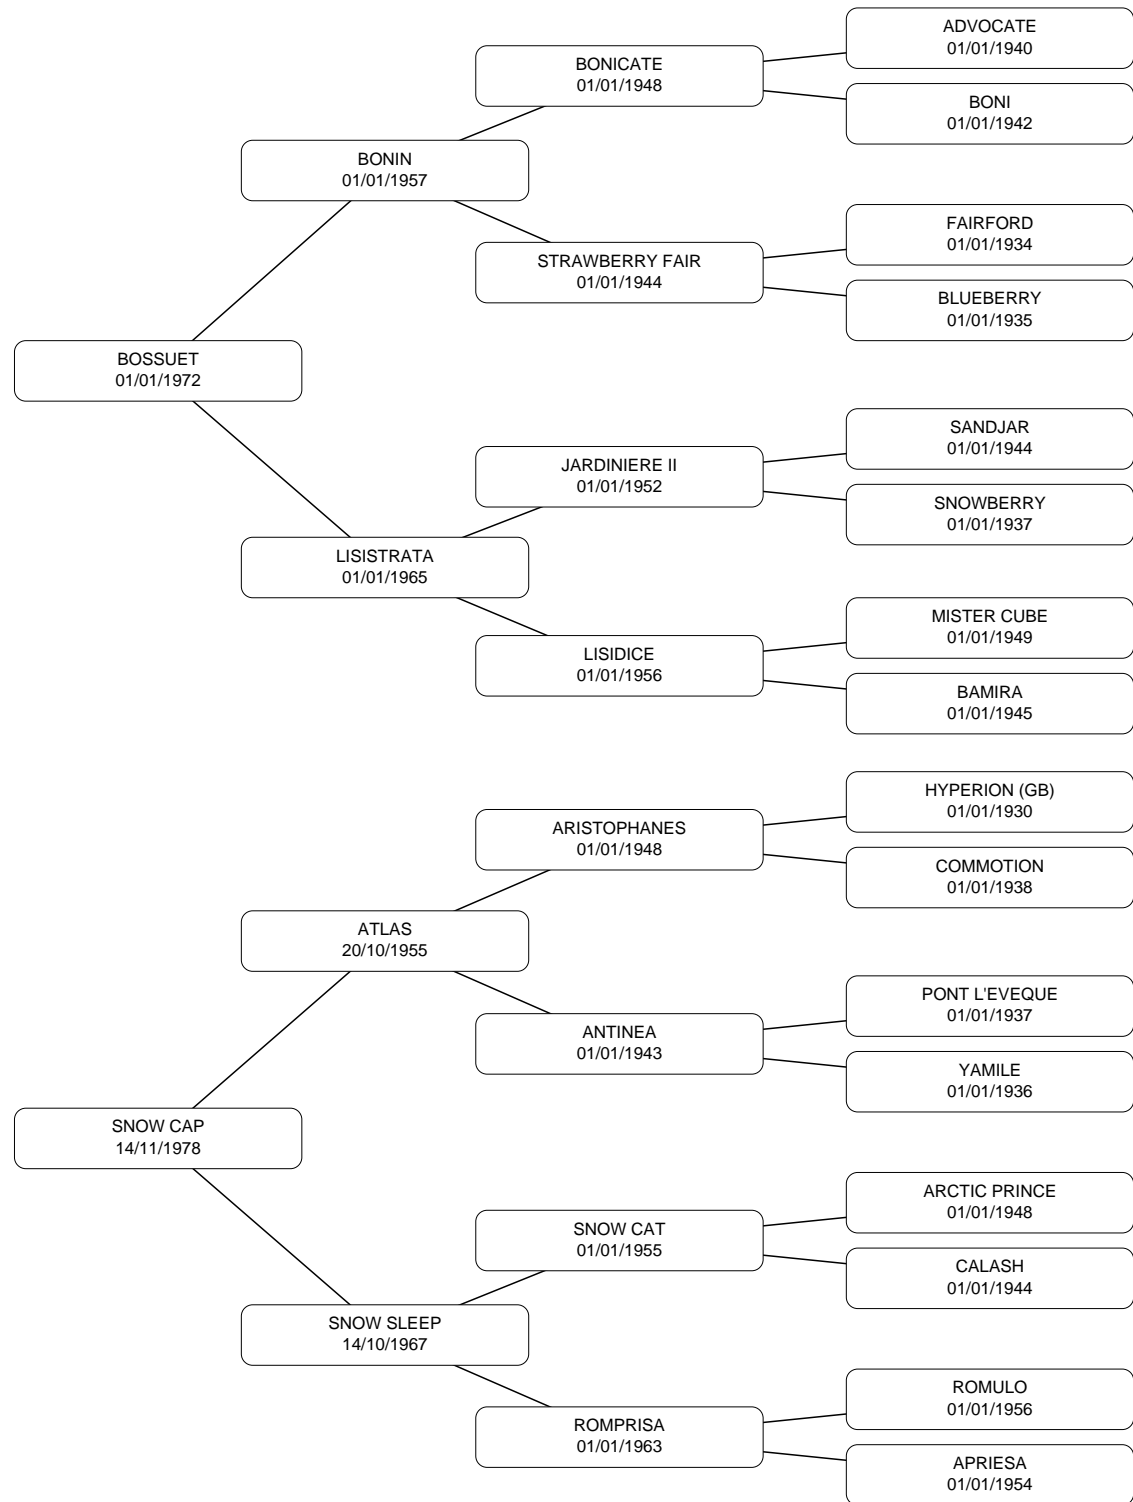 ADVOCATE
01/01/1940
BONICATE
01/01/1948
BONI
01/01/1942
BONIN
01/01/1957
FAIRFORD
01/01/1934
STRAWBERRY FAIR
01/01/1944
BLUEBERRY
01/01/1935
BOSSUET
01/01/1972
SANDJAR
01/01/1944
JARDINIERE II
01/01/1952
SNOWBERRY
01/01/1937
LISISTRATA
01/01/1965
MISTER CUBE
01/01/1949
LISIDICE
01/01/1956
BAMIRA
01/01/1945
HYPERION (GB)
01/01/1930
ARISTOPHANES
01/01/1948
COMMOTION
01/01/1938
ATLAS
20/10/1955
PONT L'EVEQUE
01/01/1937
ANTINEA
01/01/1943
YAMILE
01/01/1936
SNOW CAP
14/11/1978
ARCTIC PRINCE
01/01/1948
SNOW CAT
01/01/1955
CALASH
01/01/1944
SNOW SLEEP
14/10/1967
ROMULO
01/01/1956
ROMPRISA
01/01/1963
APRIESA
01/01/1954